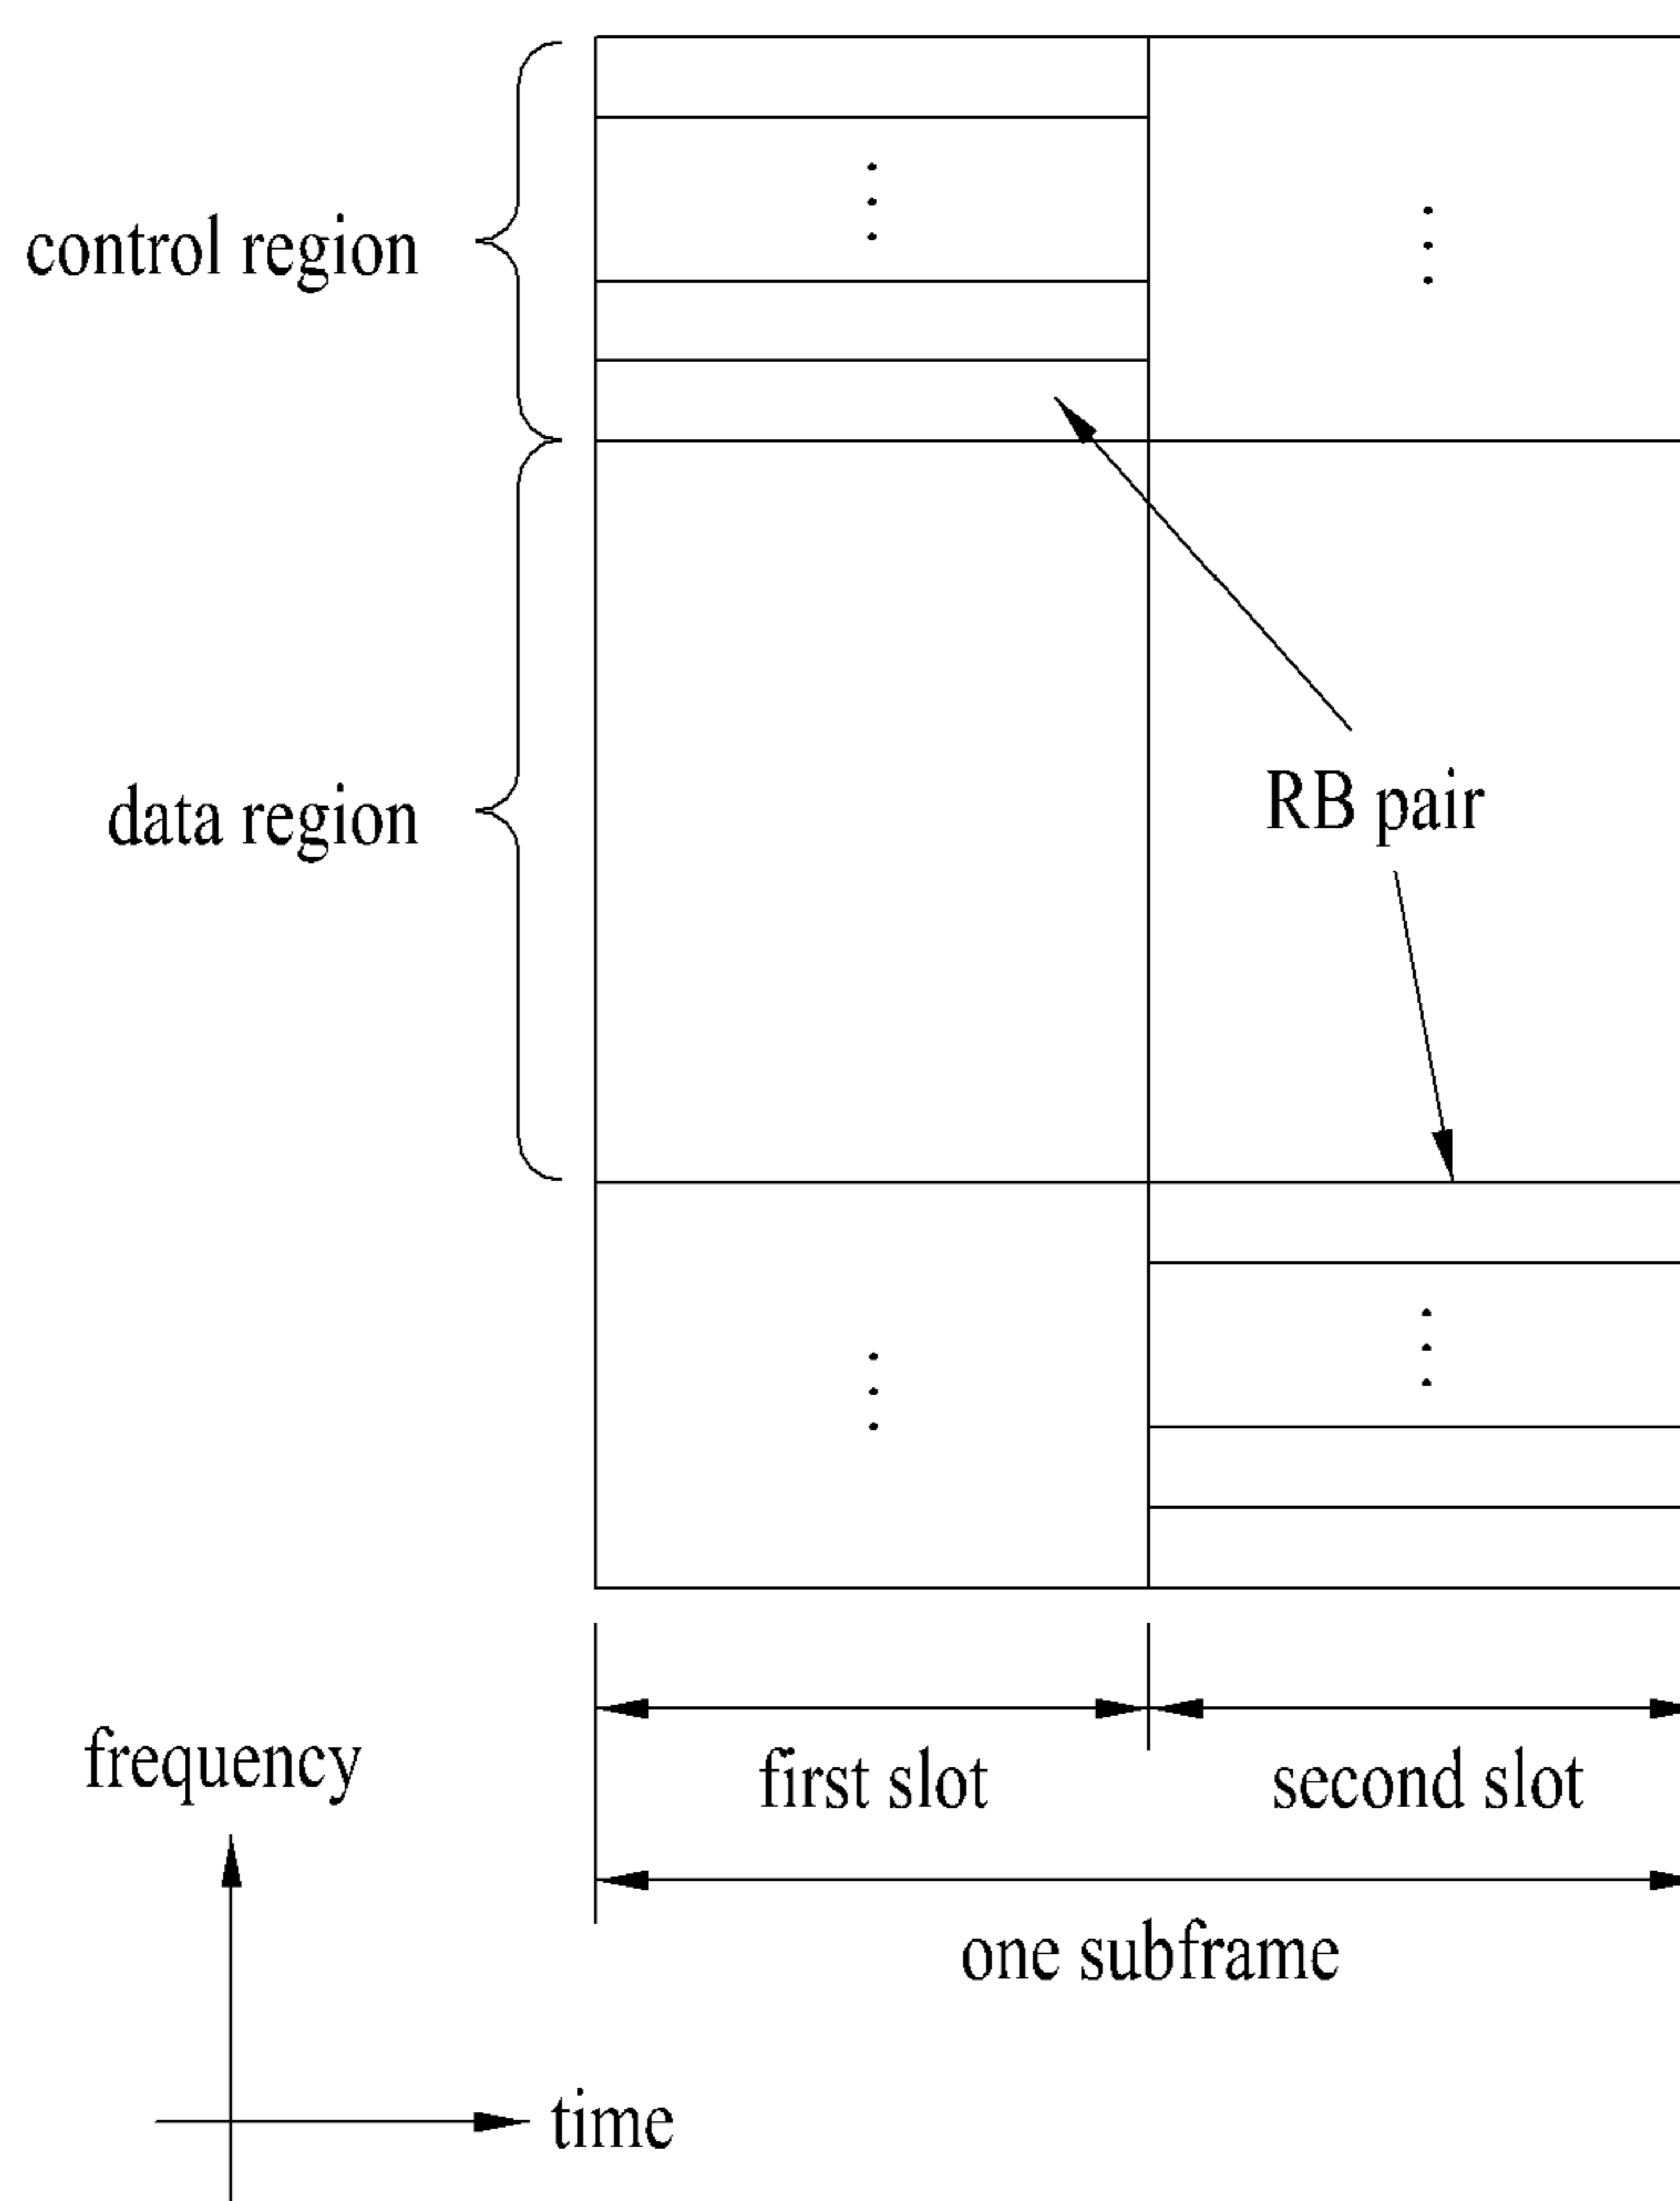 control region
data region
RB pair
first slot
second slot
one subframe
frequency
time